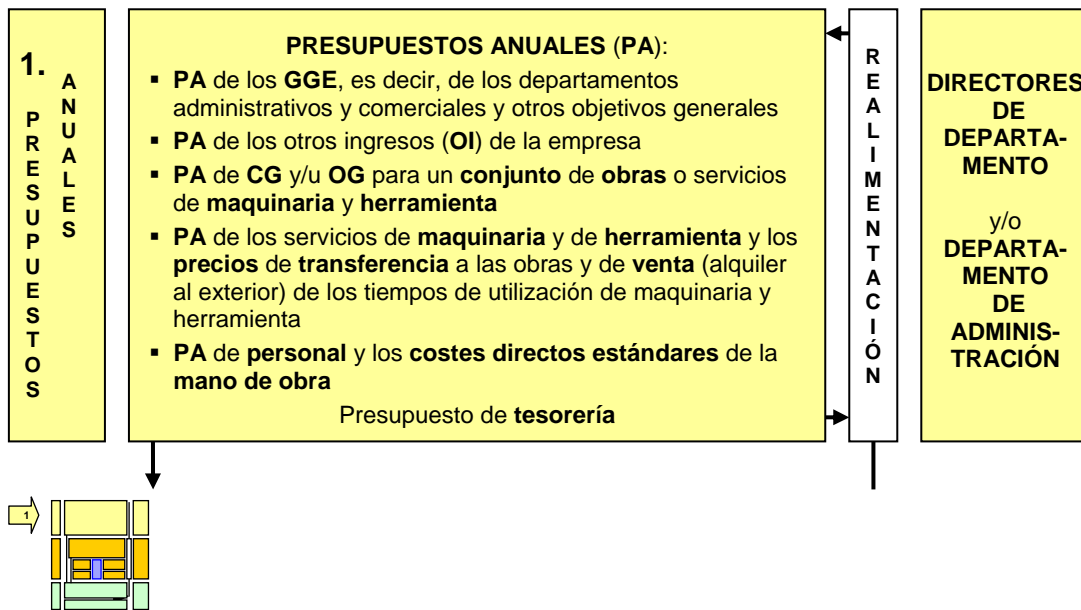 1.
PRESUPUESTOS
ANUALES
PRESUPUESTOS ANUALES (PA):
▪ PA de los GGE, es decir, de los departamentos
administrativos y comerciales y otros objetivos generales
▪ PA de los otros ingresos (OI) de la empresa
▪ PA de CG y/u OG para un conjunto de obras o servicios
de maquinaria y herramienta
▪ PA de los servicios de maquinaria y de herramienta y los
precios de transferencia a las obras y de venta (alquiler
al exterior) de los tiempos de utilización de maquinaria y
herramienta
▪ PA de personal y los costes directos estándares de la
mano de obra
Presupuesto de tesorería
REALIMENTACIÓN
DIRECTORES
DE
DEPARTA-
MENTO
y/o
DEPARTA-
MENTO
DE
ADMINIS-
TRACIÓN
1